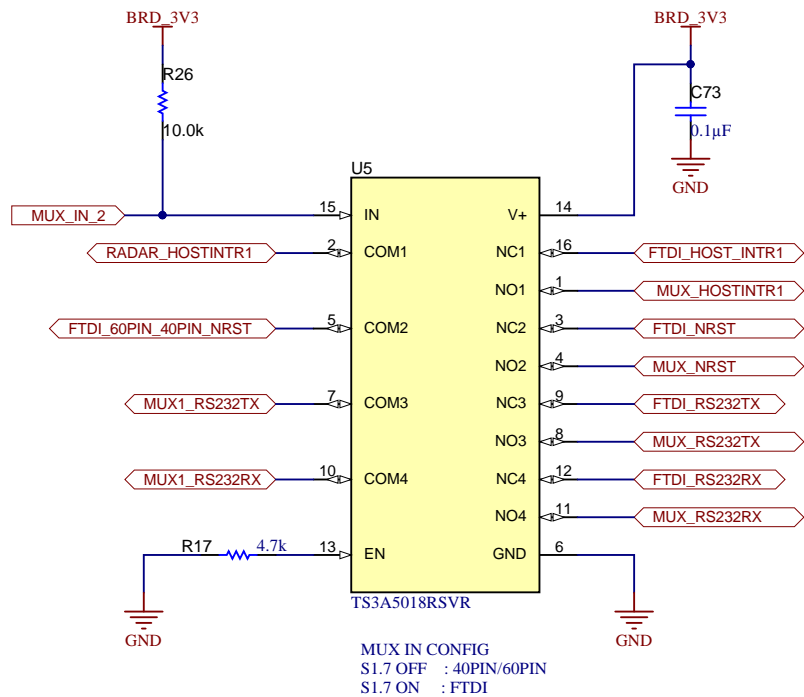 BRD_3V3
BRD_3V3
R26
10.0k
C73
0.1µF
GND
U5
MUX_IN_2
15
IN
V+
14
RADAR_HOSTINTR1
2
COM1
NC1
16
FTDI_HOST_INTR1
NO1
1
MUX_HOSTINTR1
FTDI_60PIN_40PIN_NRST
5
COM2
NC2
3
FTDI_NRST
NO2
4
MUX_NRST
MUX1_RS232TX
7
COM3
NC3
9
FTDI_RS232TX
NO3
8
MUX_RS232TX
MUX1_RS232RX
10
COM4
NC4
12
FTDI_RS232RX
NO4
11
MUX_RS232RX
R17
4.7k
13
EN
GND
6
GND
GND
TS3A5018RSVR
MUX IN CONFIG
S1.7 OFF : 40PIN/60PIN
S1.7 ON : FTDI